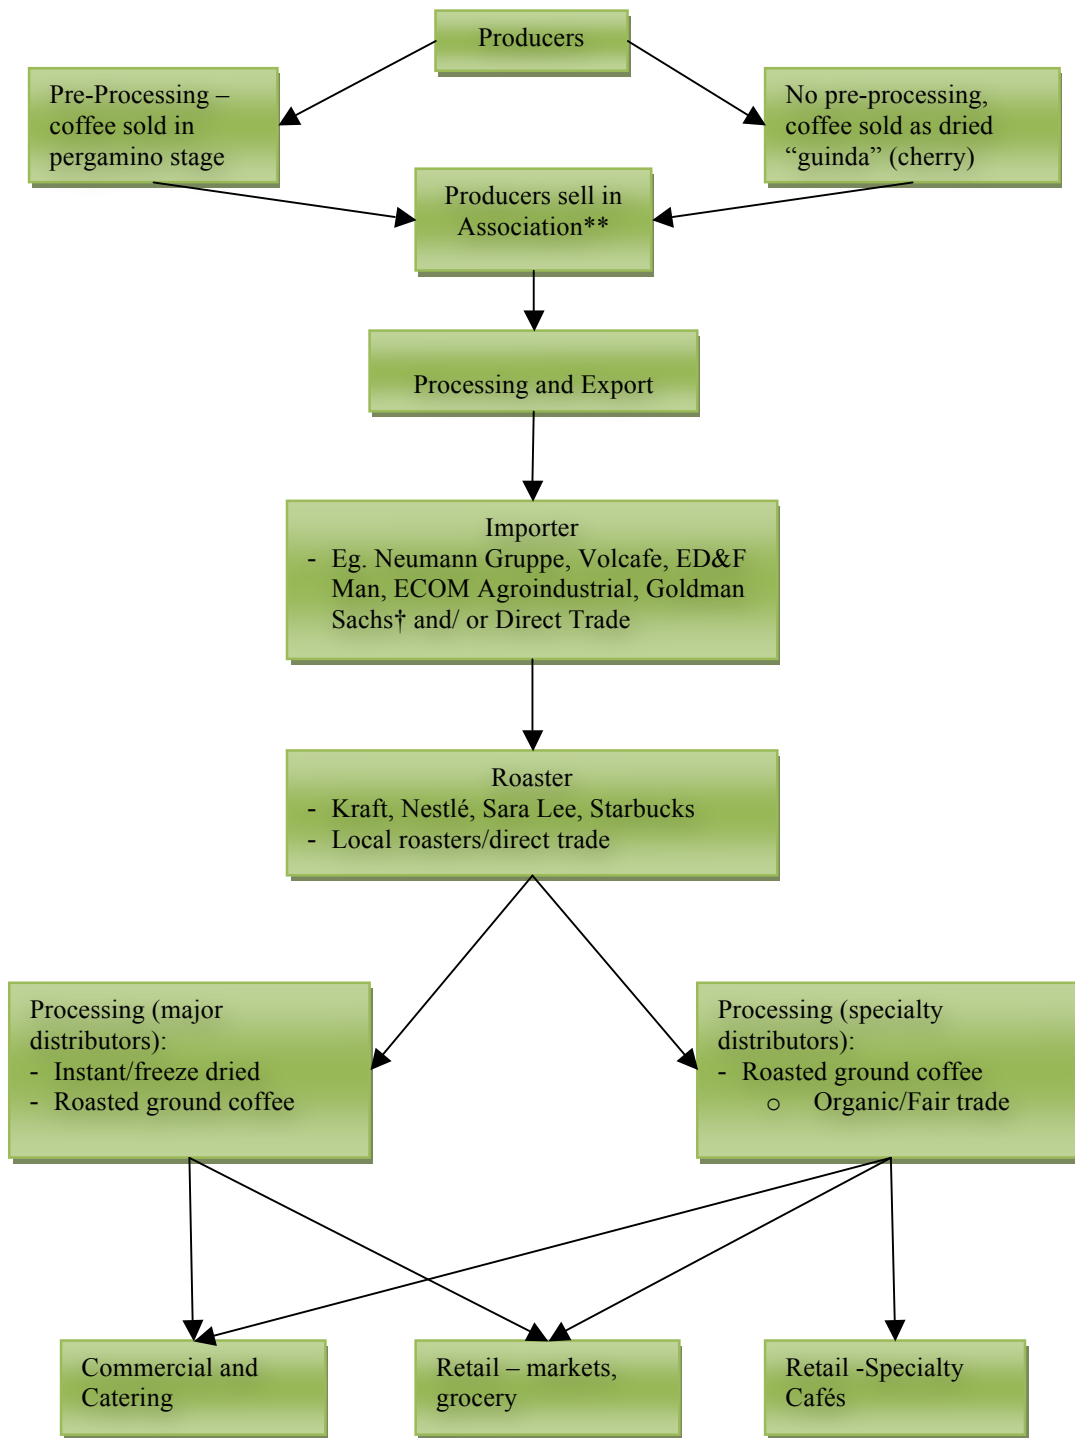 Producers
Pre-Processing –
coffee sold in
pergamino stage
No pre-processing,
coffee sold as dried
“guinda” (cherry)
Producers sell in
Association**
Processing and Export
Importer
- Eg. Neumann Gruppe, Volcafe, ED&F
Man, ECOM Agroindustrial, Goldman
Sachs† and/ or Direct Trade
Roaster
- Kraft, Nestlé, Sara Lee, Starbucks
- Local roasters/direct trade
Processing (major
distributors):
- Instant/freeze dried
- Roasted ground coffee
Processing (specialty
distributors):
- Roasted ground coffee
o Organic/Fair trade
Commercial and
Catering
Retail – markets,
grocery
Retail -Specialty
Cafés